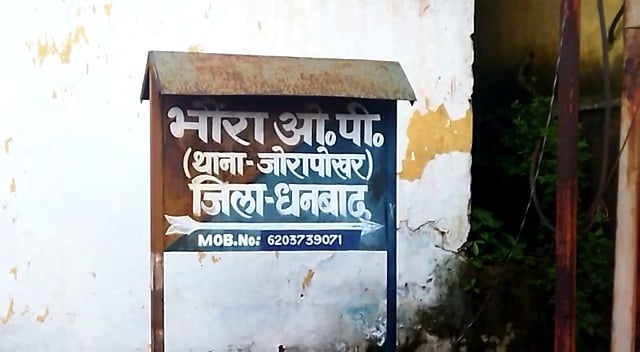 भौंरा ओ०पी०
(थाना-जोरापोखर)
जिला-धनबाद
MOB.No: 6203739071